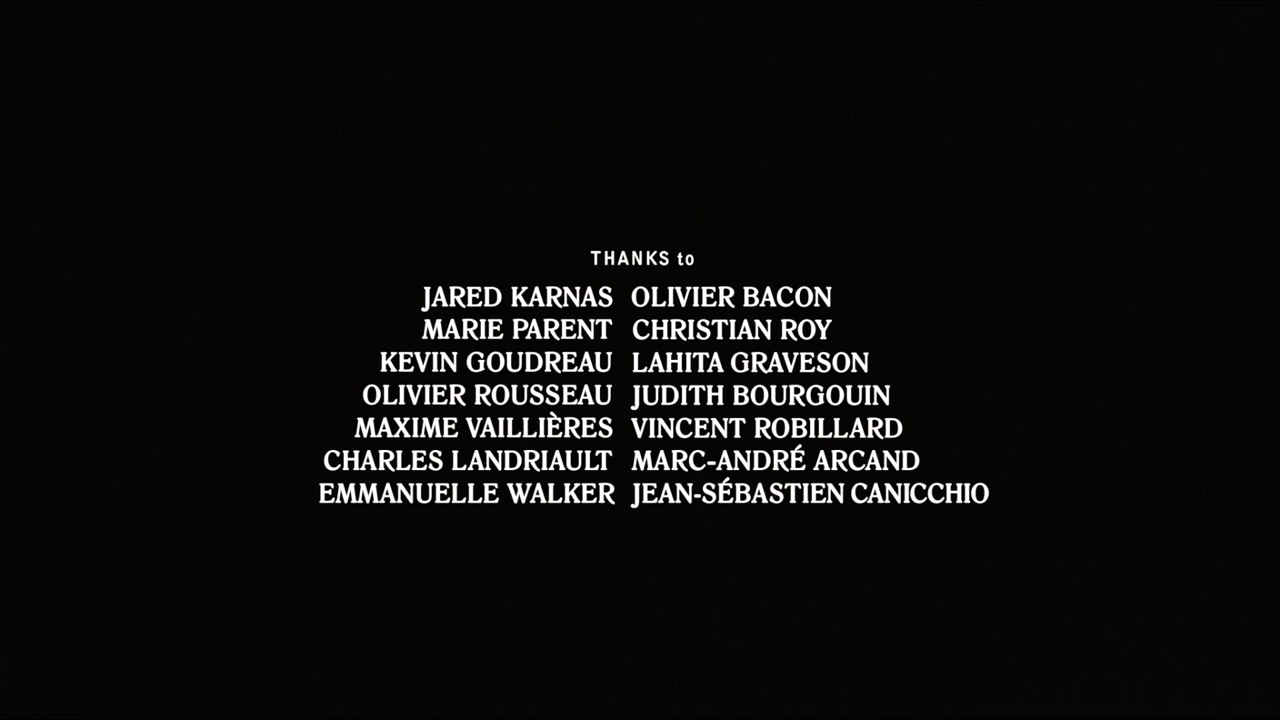 THANKS to
JARED KARNAS OLIVIER BACON
MARIE PARENT CHRISTIAN ROY
KEVIN GOUDREAU LAHITA GRAVESON
OLIVIER ROUSSEAU JUDITH BOURGOUIN
MAXIME VAILLIÈRES VINCENT ROBILLARD
CHARLES LANDRIAULT MARC-ANDRÉ ARCAND
EMMANUELLE WALKER JEAN-SÉBASTIEN CANICCHIO